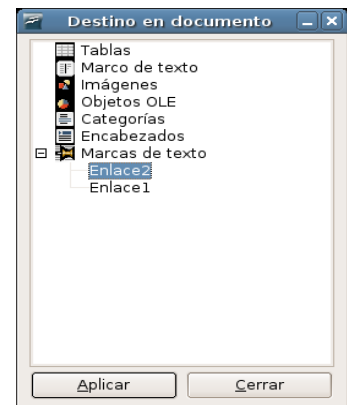 Destino en documento
Tablas
Marco de texto
Imágenes
Objetos OLE
Categorías
Encabezados
Marcas de texto
Enlace2
Enlace1
Aplicar Cerrar